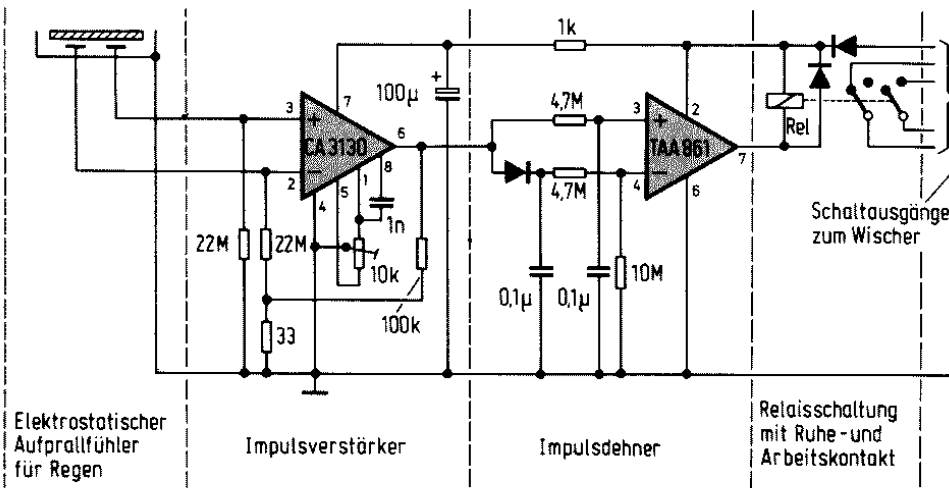 1k
+
100µ
7
3
+
CA 3130
6
2
−
5
1
8
4
1n
22M
22M
10k
33
100k
4,7M
4,7M
3
+
2
TAA 861
7
4
−
6
0,1µ
0,1µ
10M
Rel
Schaltausgänge
zum Wischer
Elektrostatischer
Aufprallfühler
für Regen
Impulsverstärker
Impulsdehner
Relaisschaltung
mit Ruhe- und
Arbeitskontakt